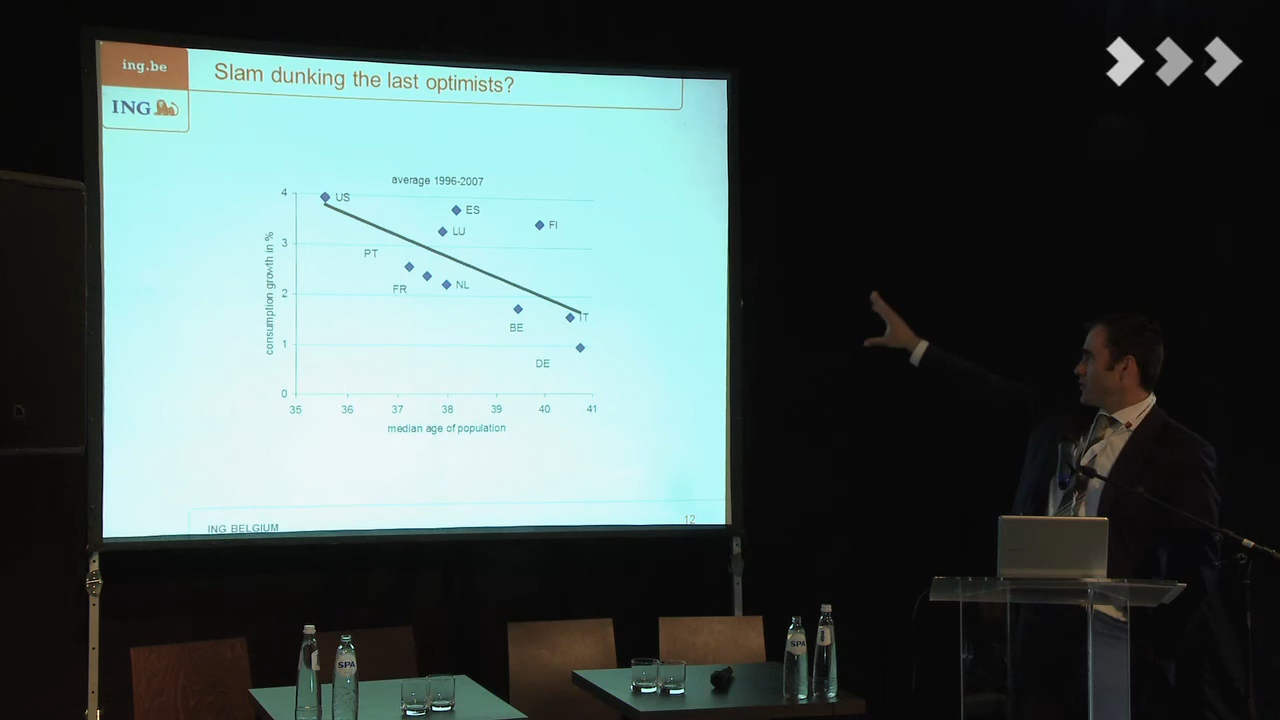 ing.be
ING
Slam dunking the last optimists?
average 1996-2007
consumption growth in %
4
3
2
1
0
US
ES
FI
LU
PT
FR
NL
BE
IT
DE
35 36 37 38 39 40 41
median age of population
ING BELGIUM
12
SPA
SPA